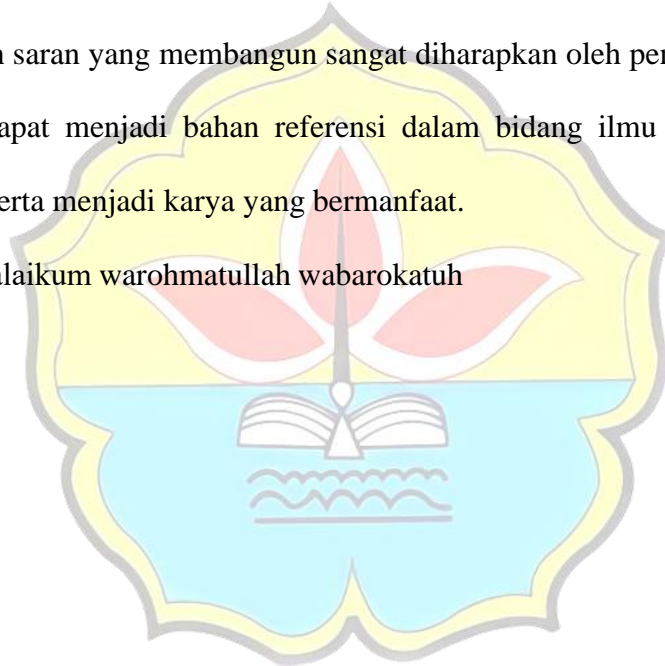 n saran yang membangun sangat diharapkan oleh pen
apat menjadi bahan referensi dalam bidang ilmu
erta menjadi karya yang bermanfaat.
alaikum warohmatullah wabarokatuh